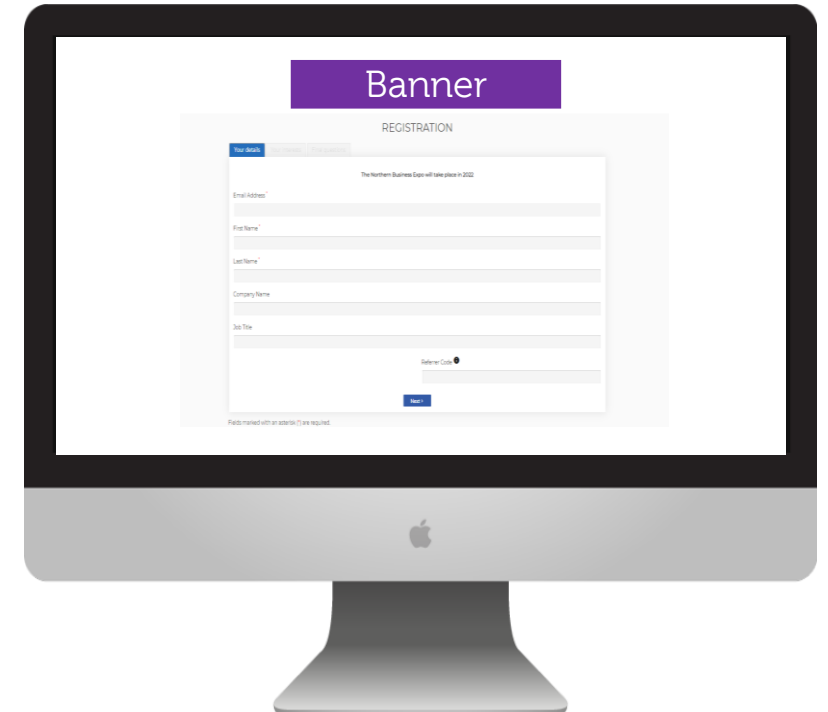 Banner
REGISTRATION
Your details
The Northern Business Expo will take place in 2022
Email Address *
First Name *
Last Name *
Company Name
Job Title
Referrer Code
Next >
Fields marked with an asterisk (*) are required.